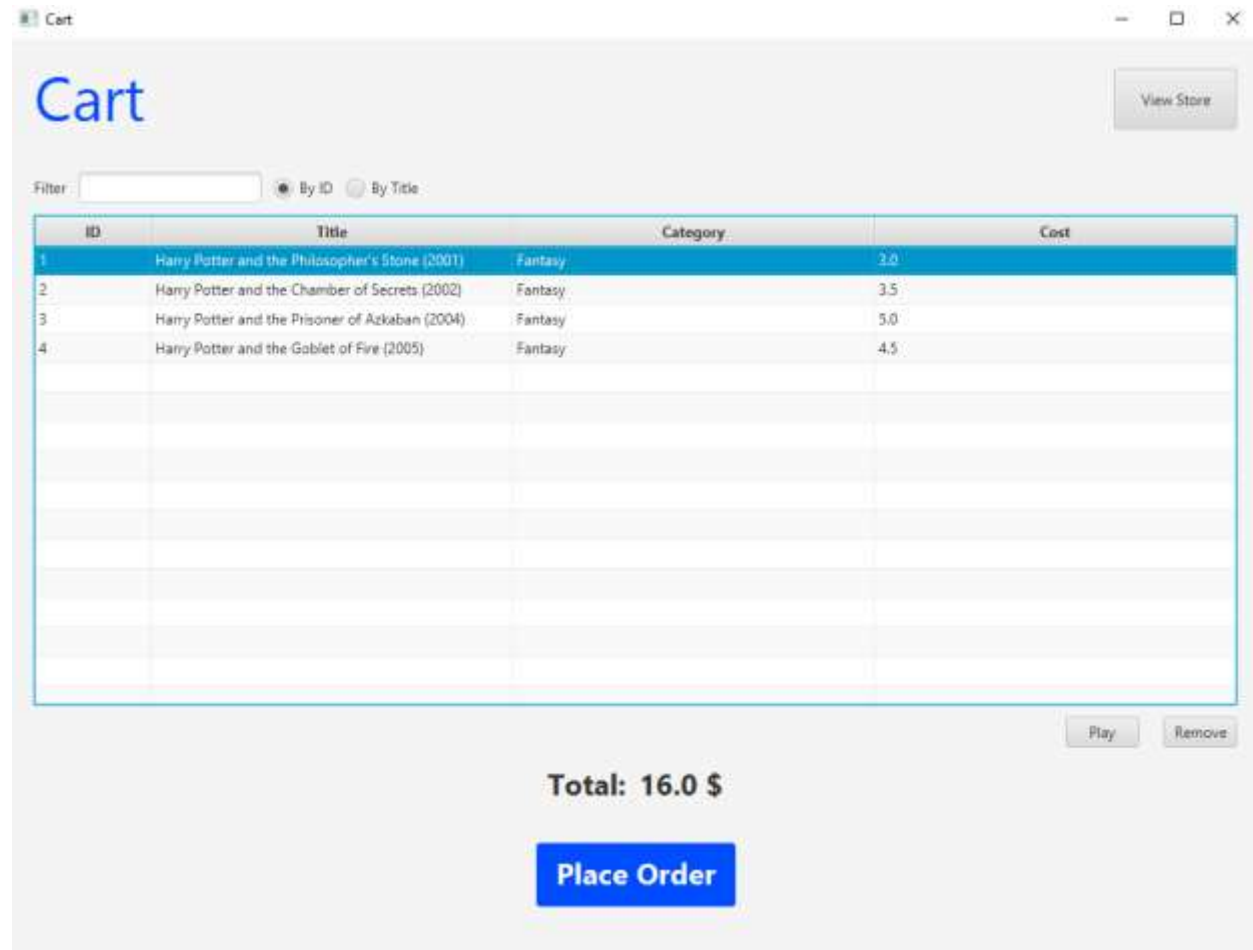 Cart
Cart
View Store
Filter By ID By Title
ID Title Category Cost
1 Harry Potter and the Philosopher's Stone (2001) Fantasy 3.0
2 Harry Potter and the Chamber of Secrets (2002) Fantasy 3.5
3 Harry Potter and the Prisoner of Azkaban (2004) Fantasy 5.0
4 Harry Potter and the Goblet of Fire (2005) Fantasy 4.5
Play Remove
Total: 16.0 $
Place Order